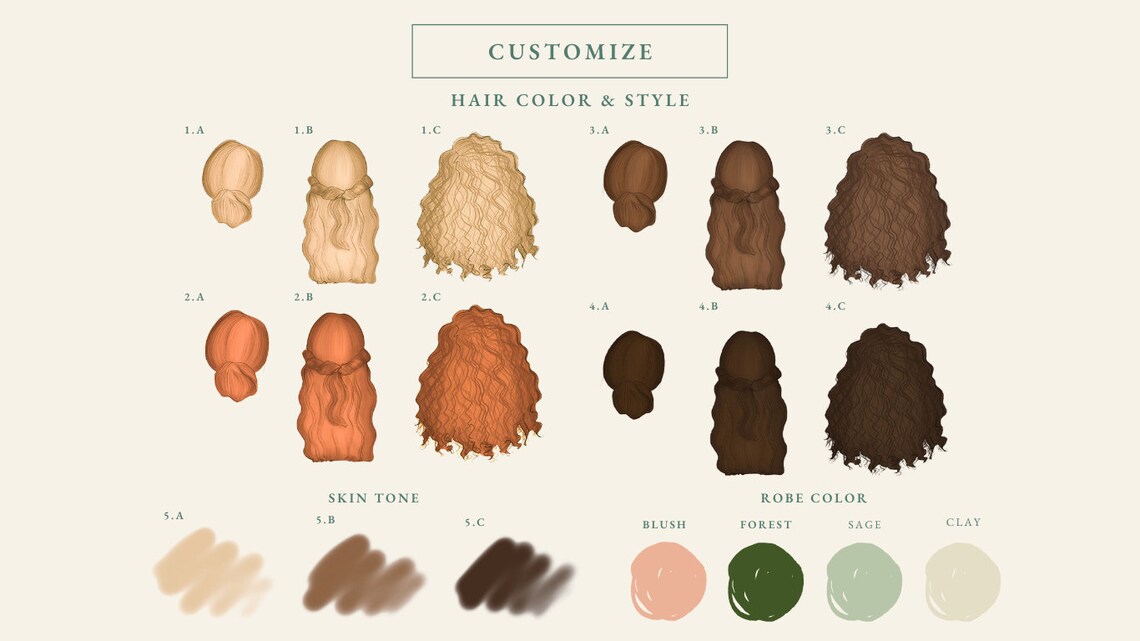 CUSTOMIZE
HAIR COLOR & STYLE
1.A 1.B 1.C 3.A 3.B 3.C
2.A 2.B 2.C
4.A 4.B 4.C
SKIN TONE
5.A 5.B 5.C
ROBE COLOR
BLUSH FOREST SAGE CLAY